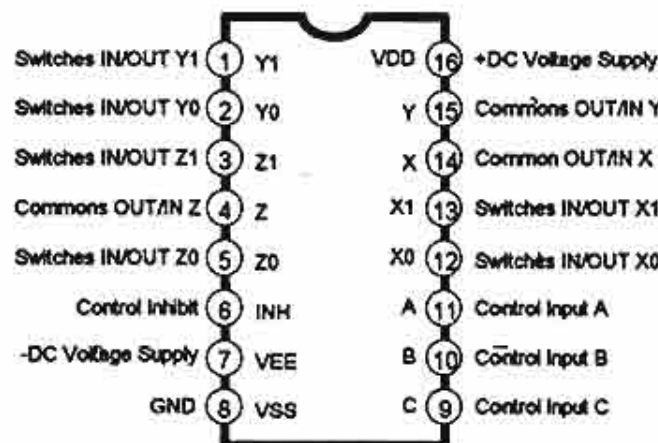 Switches IN/OUT Y1 1 Y1 VDD 16 +DC Voltage Supply
Switches IN/OUT Y0 2 Y0 Y 15 Commons OUT/IN Y
Switches IN/OUT Z1 3 Z1 X 14 Common OUT/IN X
Commons OUT/IN Z 4 Z X1 13 Switches IN/OUT X1
Switches IN/OUT Z0 5 Z0 X0 12 Switches IN/OUT X0
Control Inhibit 6 INH A 11 Control Input A
-DC Voltage Supply 7 VEE B 10 Control Input B
GND 8 VSS C 9 Control Input C